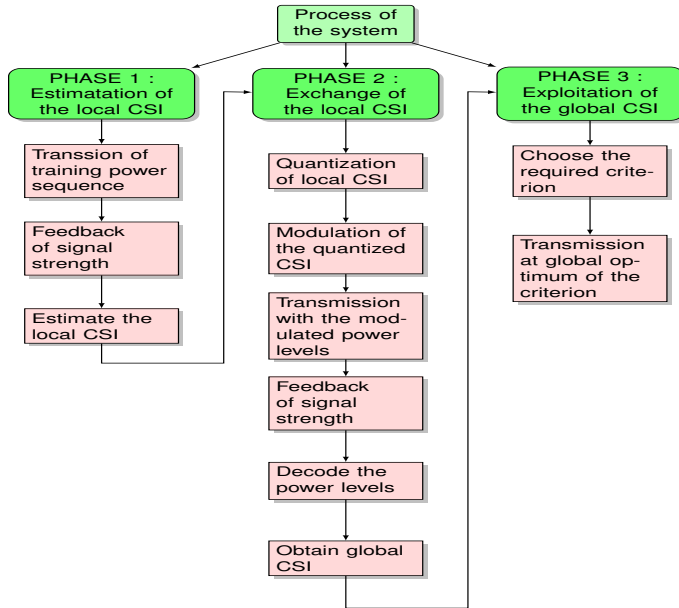 Process of
the system
PHASE 1 :
Estimatation of
the local CSI
Transsion of
training power
sequence
Feedback
of signal
strength
Estimate the
local CSI
PHASE 2 :
Exchange of
the local CSI
Quantization
of local CSI
Modulation of
the quantized
CSI
Transmission
with the mod-
ulated power
levels
Feedback
of signal
strength
Decode the
power levels
Obtain global
CSI
PHASE 3 :
Exploitation of
the global CSI
Choose the
required crite-
rion
Transmission
at global op-
timum of the
criterion